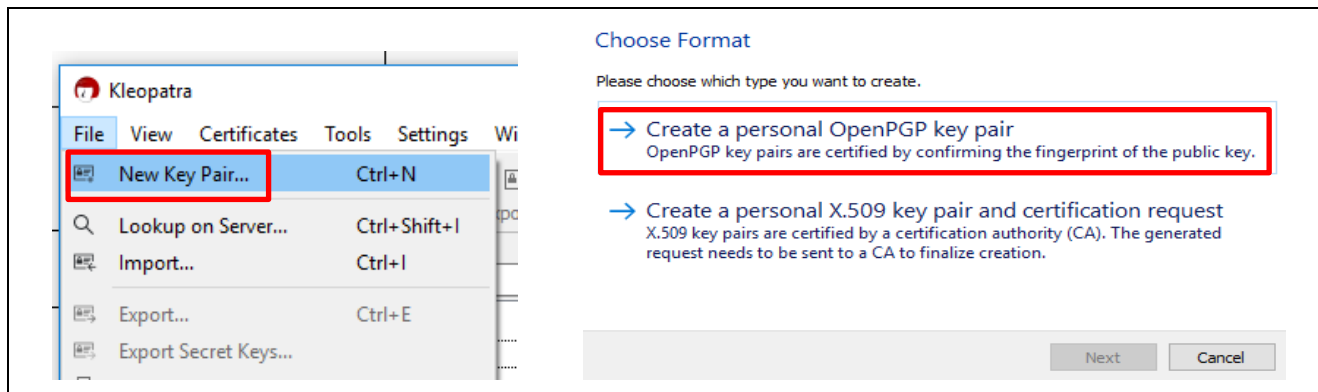 Kleopatra
File View Certificates Tools Settings Wi
New Key Pair... Ctrl+N
Lookup on Server... Ctrl+Shift+I
Import... Ctrl+I
Export... Ctrl+E
Export Secret Keys...
Choose Format
Please choose which type you want to create.
→ Create a personal OpenPGP key pair
OpenPGP key pairs are certified by confirming the fingerprint of the public key.
→ Create a personal X.509 key pair and certification request
X.509 key pairs are certified by a certification authority (CA). The generated
request needs to be sent to a CA to finalize creation.
Next Cancel